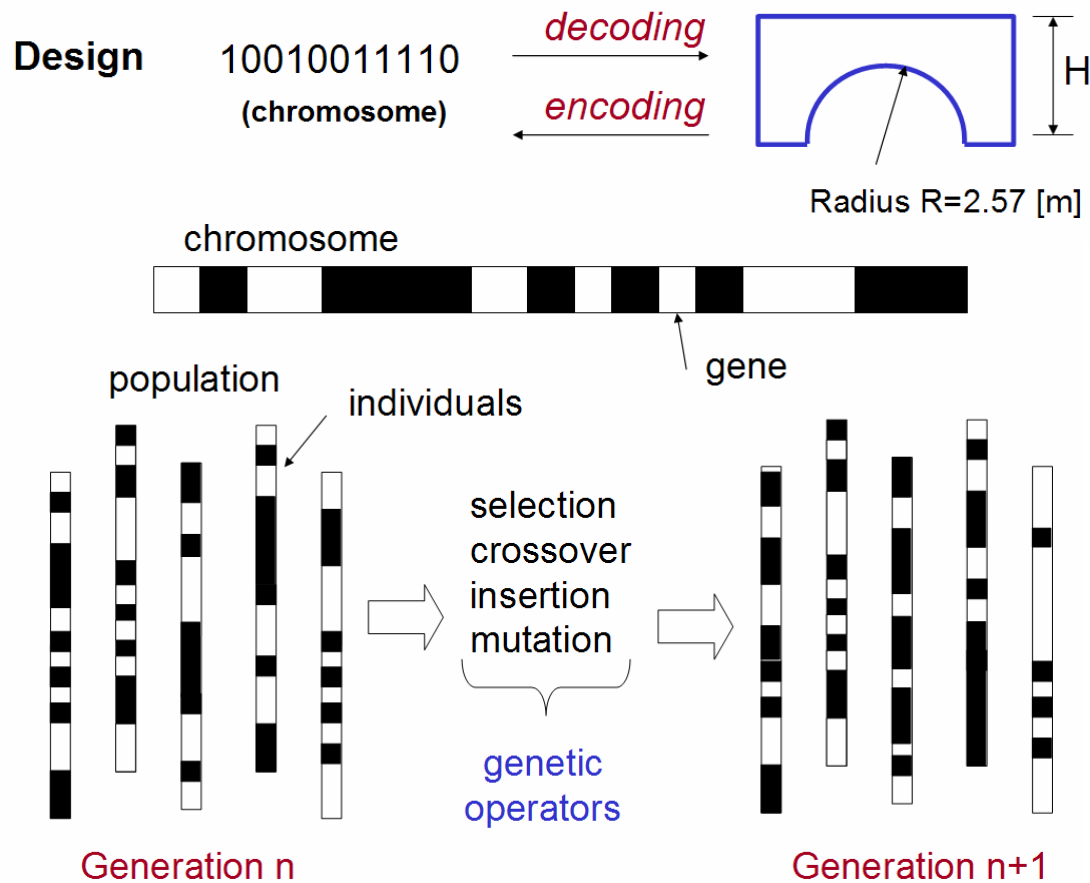 Design
10010011110
(chromosome)
decoding
encoding
H
Radius R=2.57 [m]
chromosome
gene
population
individuals
selection
crossover
insertion
mutation
genetic
operators
Generation n
Generation n+1